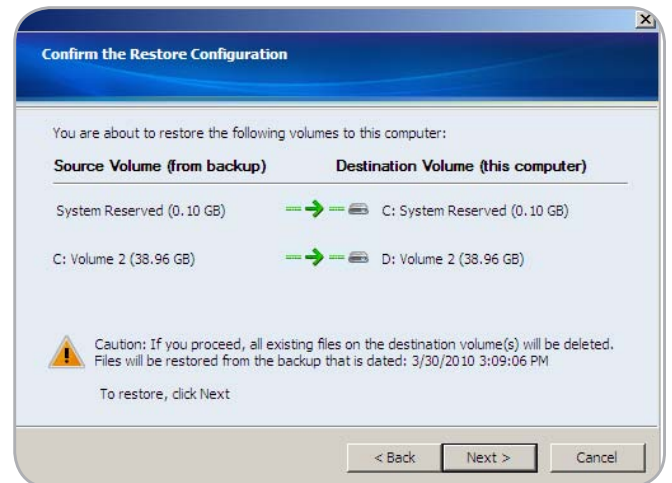 Confirm the Restore Configuration
You are about to restore the following volumes to this computer:
Source Volume (from backup) Destination Volume (this computer)
System Reserved (0.10 GB) C: System Reserved (0.10 GB)
C: Volume 2 (38.96 GB) D: Volume 2 (38.96 GB)
Caution: If you proceed, all existing files on the destination volume(s) will be deleted.
Files will be restored from the backup that is dated: 3/30/2010 3:09:06 PM
To restore, click Next
< Back Next > Cancel